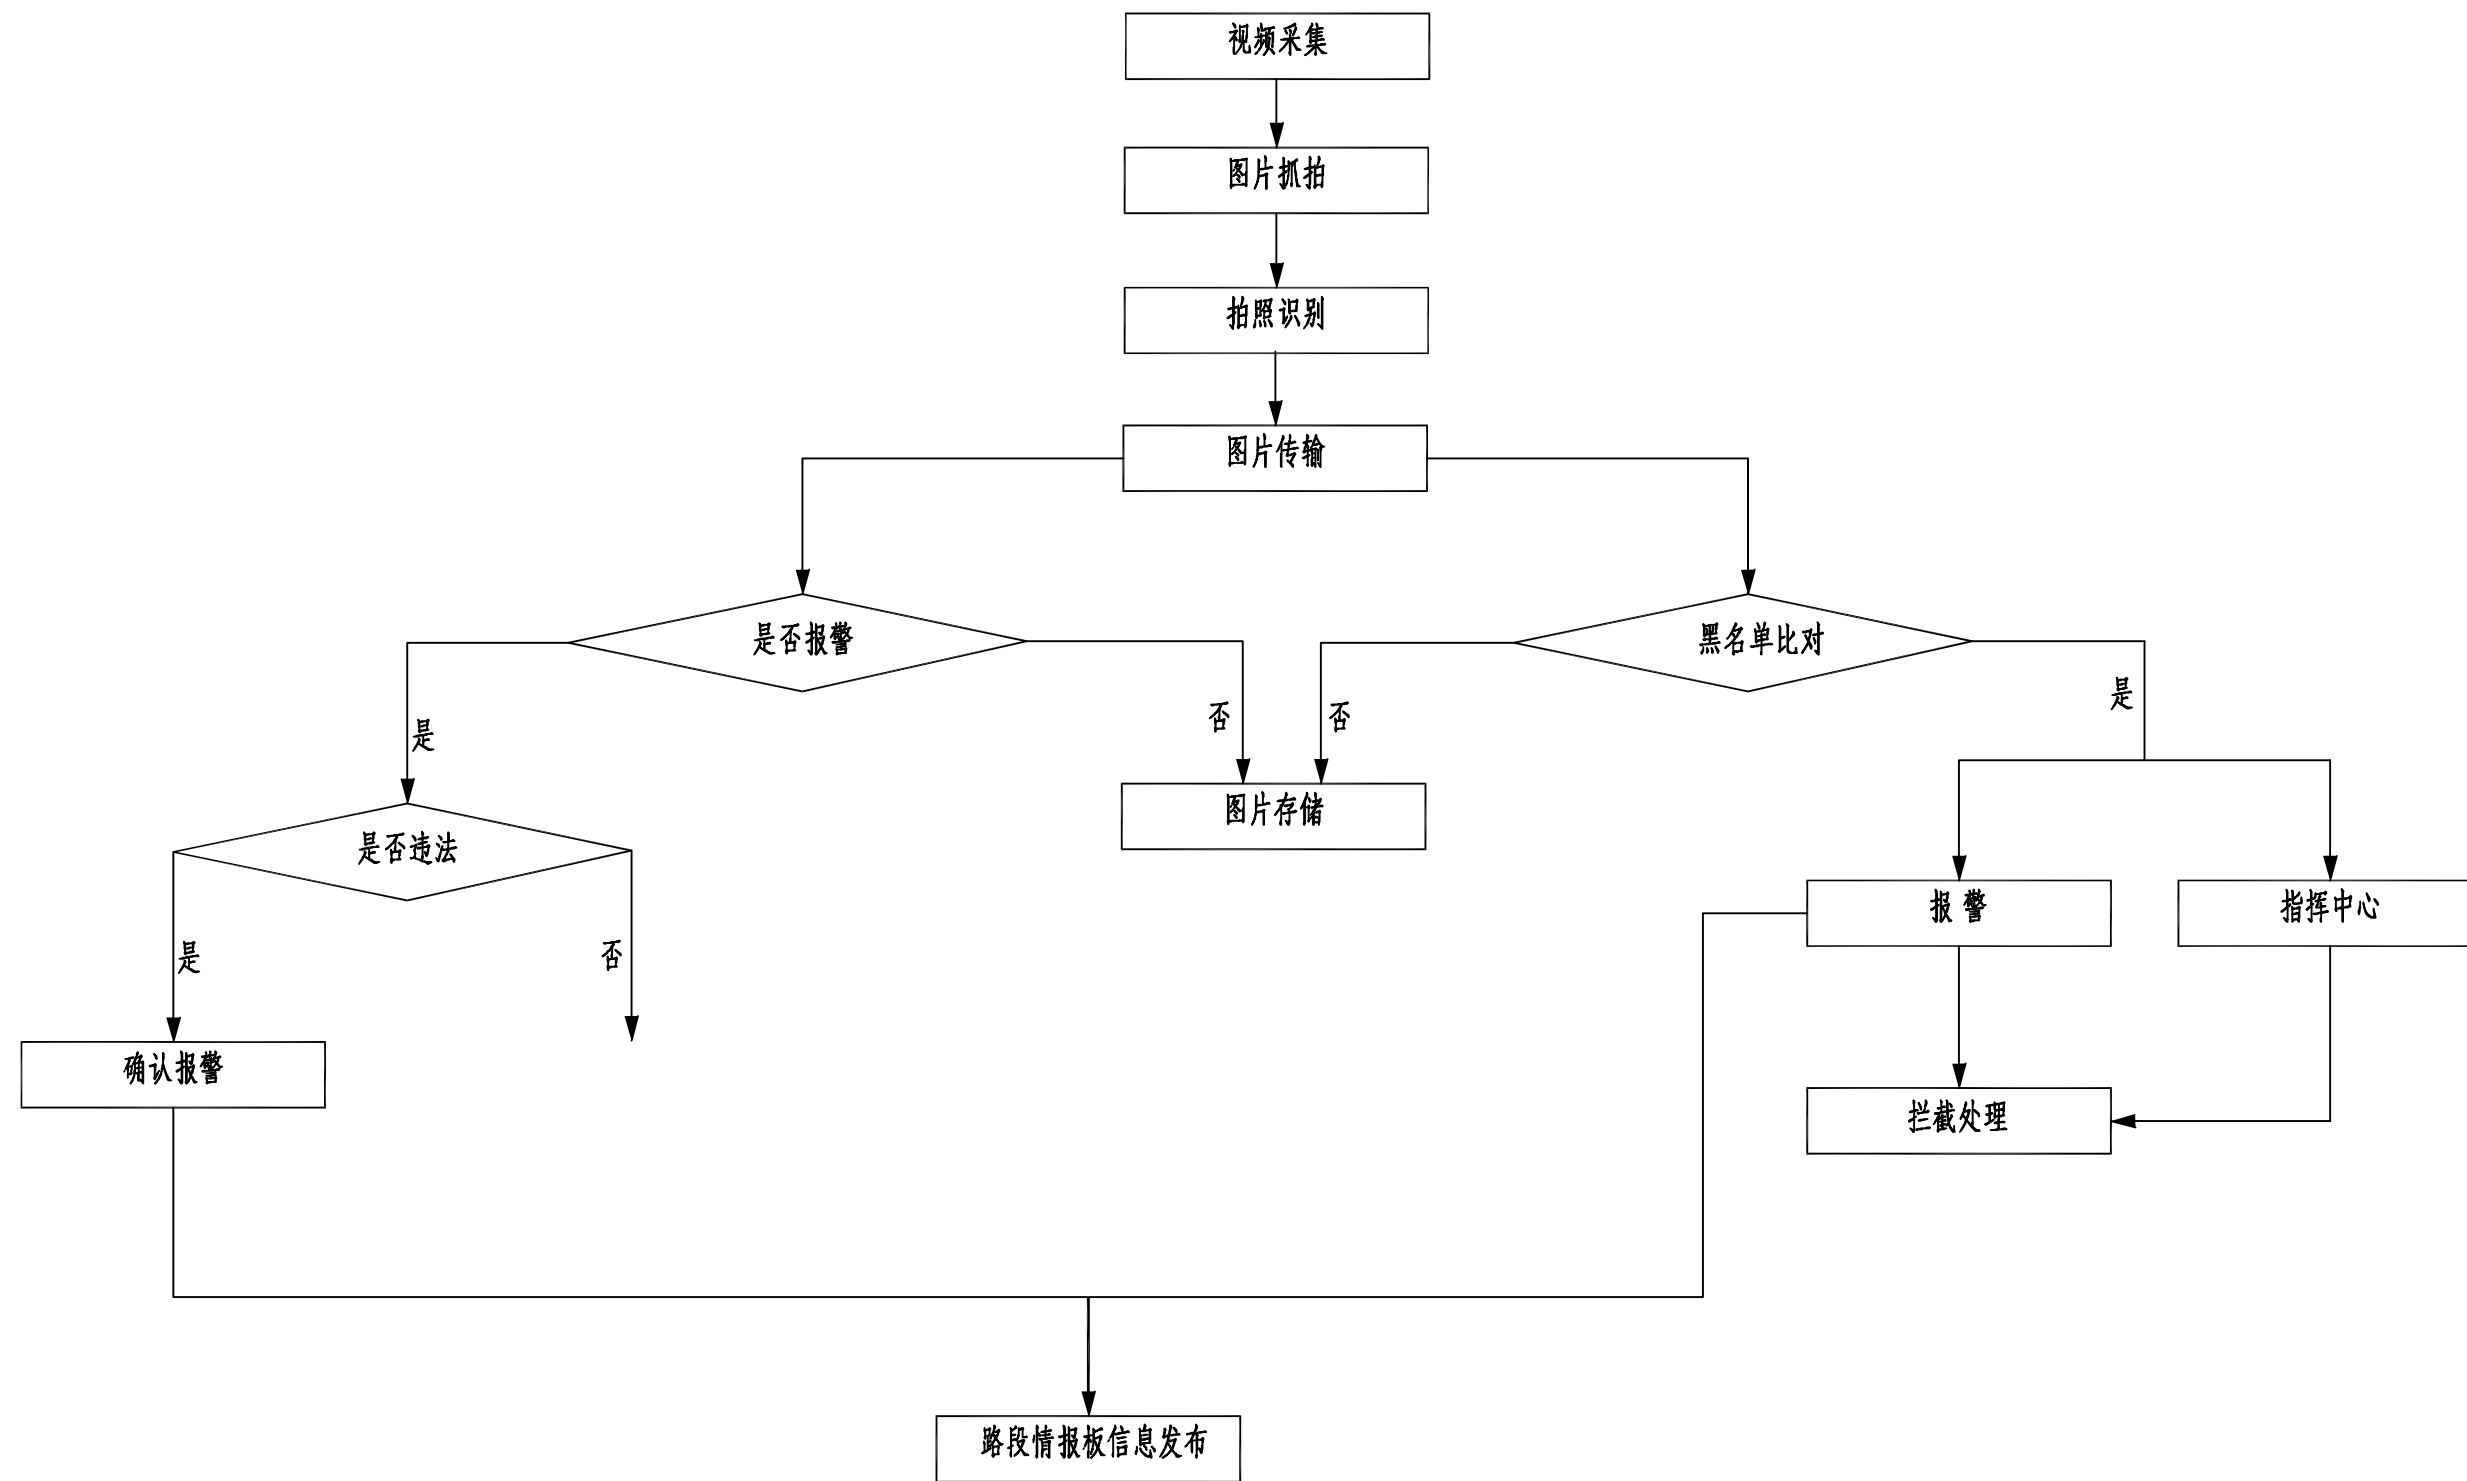 视频采集
图片抓拍
拍照识别
图片传输
是否报警
黑名单比对
是
否
否
是
图片存储
是否违法
报 警
指挥中心
是
否
确认报警
拦截处理
路段情报板信息发布